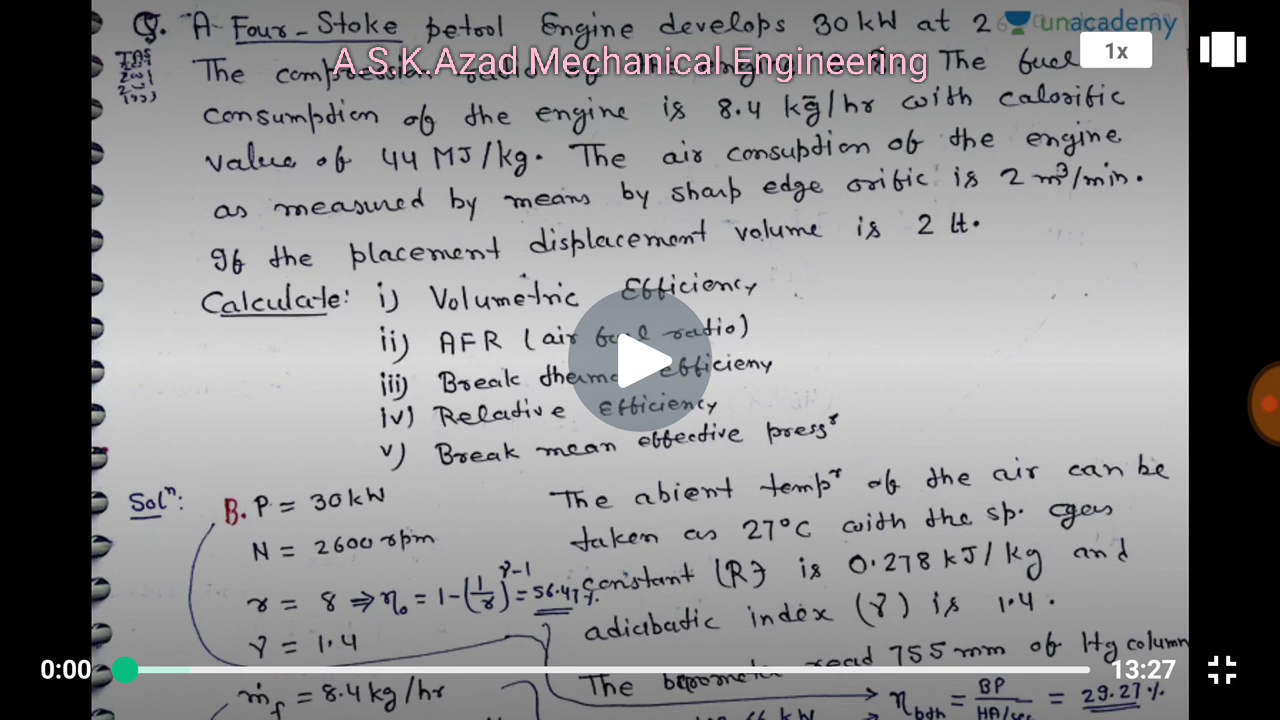 Q. A Four-Stoke petrol Engine develops 30 kW at 2
unacademy
1x
A.S.K.Azad Mechanical Engineering
IAS
The The fuel
consumption of the engine is 8.4 kg/hr with calorific
value of 44 MJ/kg. The air consuption of the engine
as measured by means by sharp edge orific is 2 m³/min.
If the placement displacement volume is 2 lt.
Calculate: i) Volumetric Efficiency
ii) AFR (air fuel ratio)
iii) Break thermal efficieny
iv) Relative Efficiency
v) Break mean effective pressʳ
Solⁿ: B.P = 30 kW
N = 2600 rpm
r = 8 ⇒ η₀ = 1-(1/r)^γ-1 = 56.47%
γ = 1.4
ṁf = 8.4 kg/hr
The abient tempʳ of the air can be
taken as 27°C with the sp. gas
constant (R) is 0.278 kJ/kg and
adiabatic index (γ) is 1.4.
The read 755 mm of Hg column
ηbth = BP / HA/sec = 29.27%
0:00
13:27